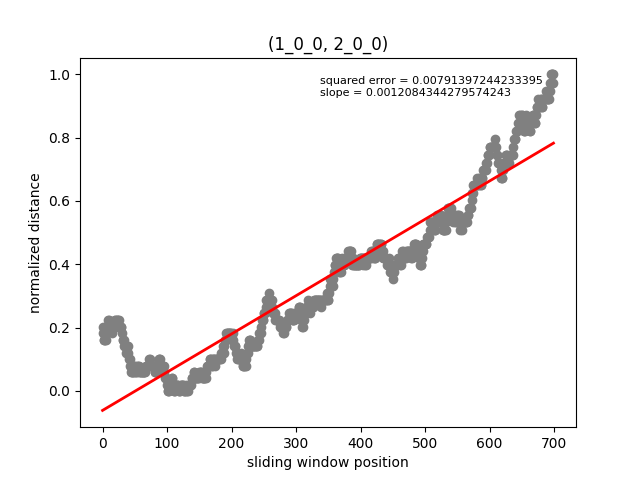 (1_0_0, 2_0_0)
squared error = 0.00791397244233395
slope = 0.0012084344279574243
normalized distance
1.0
0.8
0.6
0.4
0.2
0.0
0 100 200 300 400 500 600 700
sliding window position